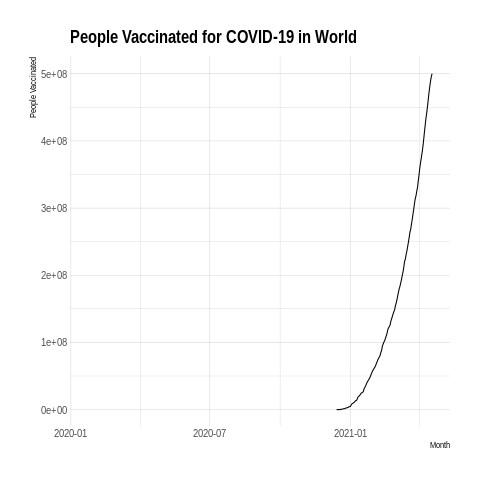 People Vaccinated for COVID-19 in World
People Vaccinated
5e+08
4e+08
3e+08
2e+08
1e+08
0e+00
2020-01 2020-07 2021-01
Month